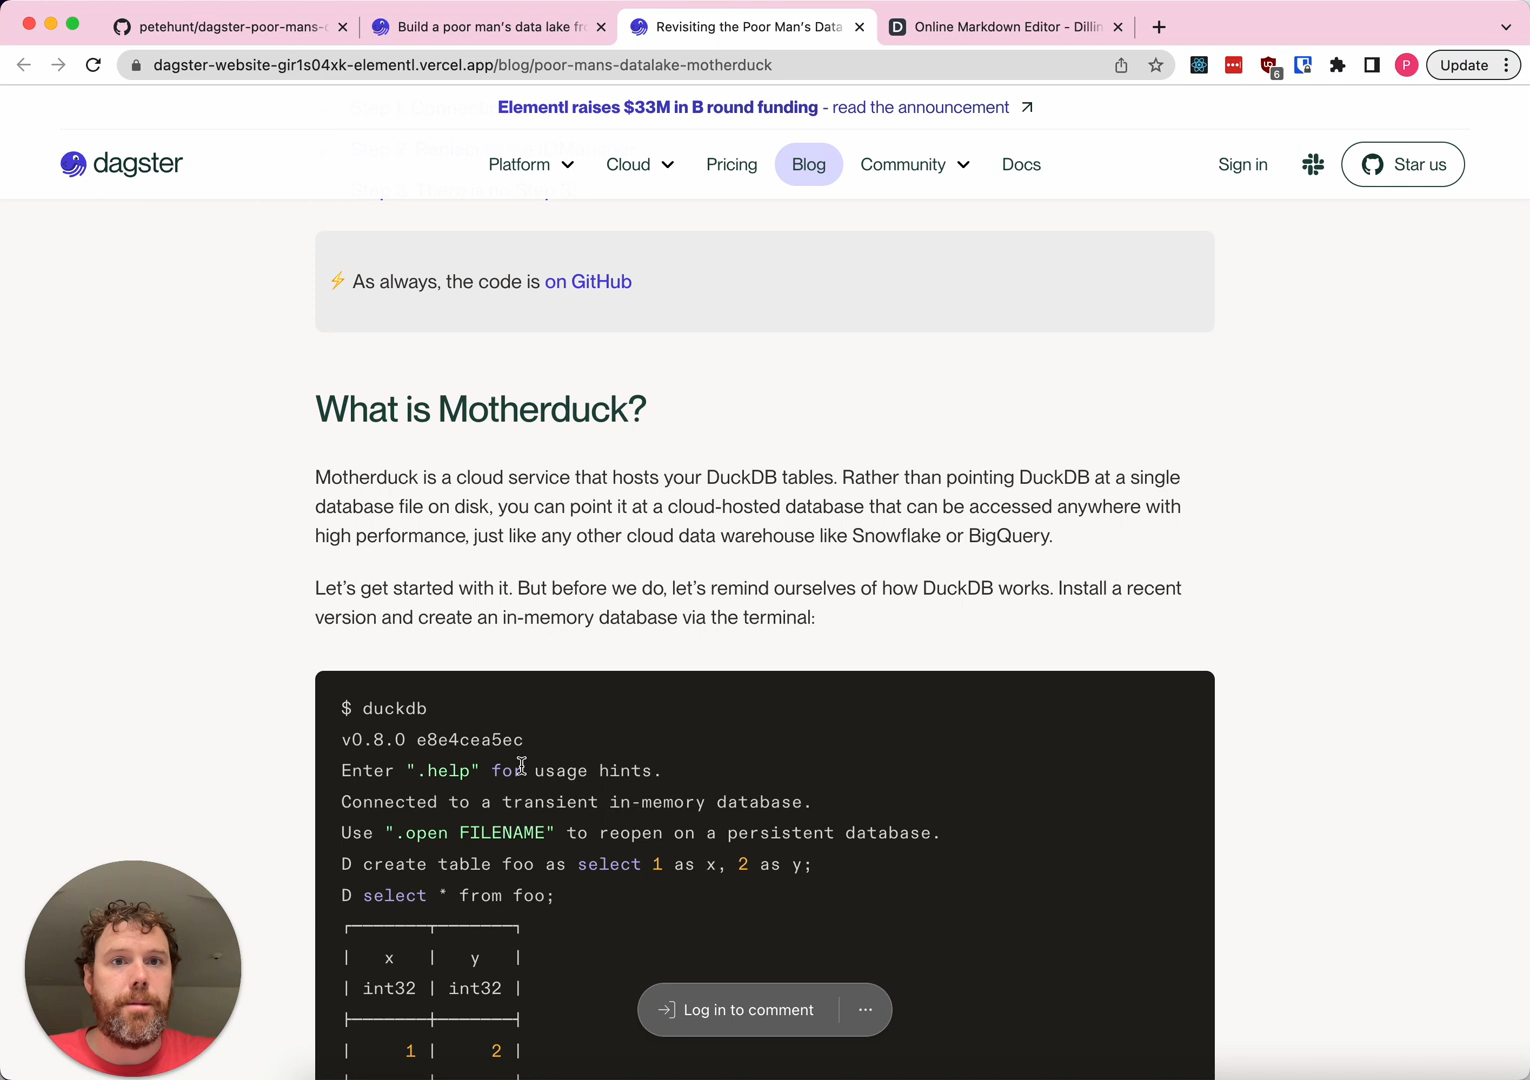 petehunt/dagster-poor-mans-
Build a poor man's data lake fr
Revisiting the Poor Man's Data
Online Markdown Editor - Dillin
dagster-website-gir1s04xk-elementl.vercel.app/blog/poor-mans-datalake-motherduck
6
P
Update
Elementl raises $33M in B round funding - read the announcement
dagster
Platform
Cloud
Pricing
Blog
Community
Docs
Sign in
Star us
⚡ As always, the code is on GitHub
What is Motherduck?
Motherduck is a cloud service that hosts your DuckDB tables. Rather than pointing DuckDB at a single
database file on disk, you can point it at a cloud-hosted database that can be accessed anywhere with
high performance, just like any other cloud data warehouse like Snowflake or BigQuery.
Let's get started with it. But before we do, let's remind ourselves of how DuckDB works. Install a recent
version and create an in-memory database via the terminal:
$ duckdb
v0.8.0 e8e4cea5ec
Enter ".help" for usage hints.
Connected to a transient in-memory database.
Use ".open FILENAME" to reopen on a persistent database.
D create table foo as select 1 as x, 2 as y;
D select * from foo;
| x | y |
| int32 | int32 |
| 1 | 2 |
Log in to comment